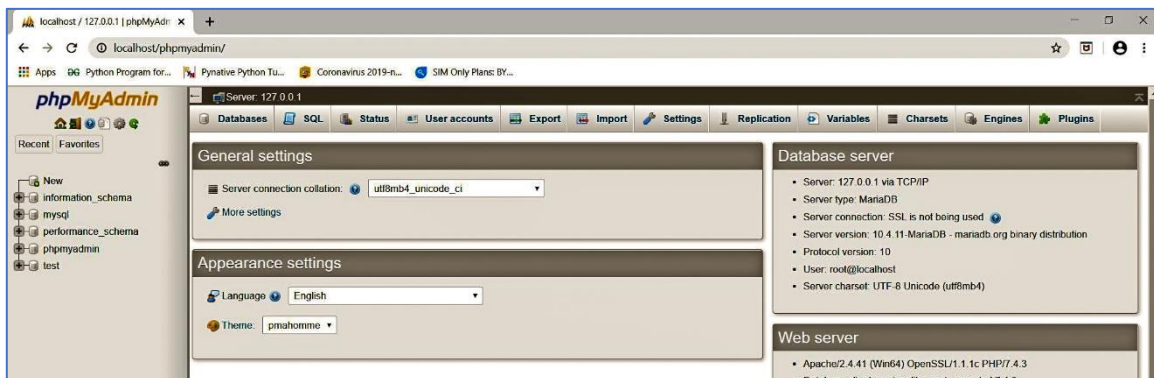 localhost / 127.0.0.1 | phpMyAdn
localhost/phpmyadmin/
Apps Python Program for... Pynative Python Tu... Coronavirus 2019-n... SIM Only Plans: BY...
phpMyAdmin
Recent Favorites
New
information_schema
mysql
performance_schema
phpmyadmin
test
Server: 127.0.0.1
Databases SQL Status User accounts Export Import Settings Replication Variables Charsets Engines Plugins
General settings
Server connection collation: utf8mb4_unicode_ci
More settings
Appearance settings
Language English
Theme: pmahomme
Database server
Server: 127.0.0.1 via TCP/IP
Server type: MariaDB
Server connection: SSL is not being used
Server version: 10.4.11-MariaDB - mariadb.org binary distribution
Protocol version: 10
User: root@localhost
Server charset: UTF-8 Unicode (utf8mb4)
Web server
Apache/2.4.41 (Win64) OpenSSL/1.1.1c PHP/7.4.3